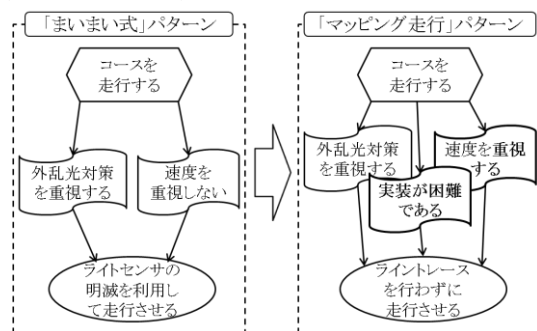 「まいまい式」パターン
コースを
走行する
外乱光対策
を重視する
速度を
重視しない
ライトセンサの
明滅を利用し
て走行させる
「マッピング走行」パターン
コースを
走行する
外乱光対策
を重視する
速度を重視
する
実装が困難
である
ライントレース
を行わずに
走行させる